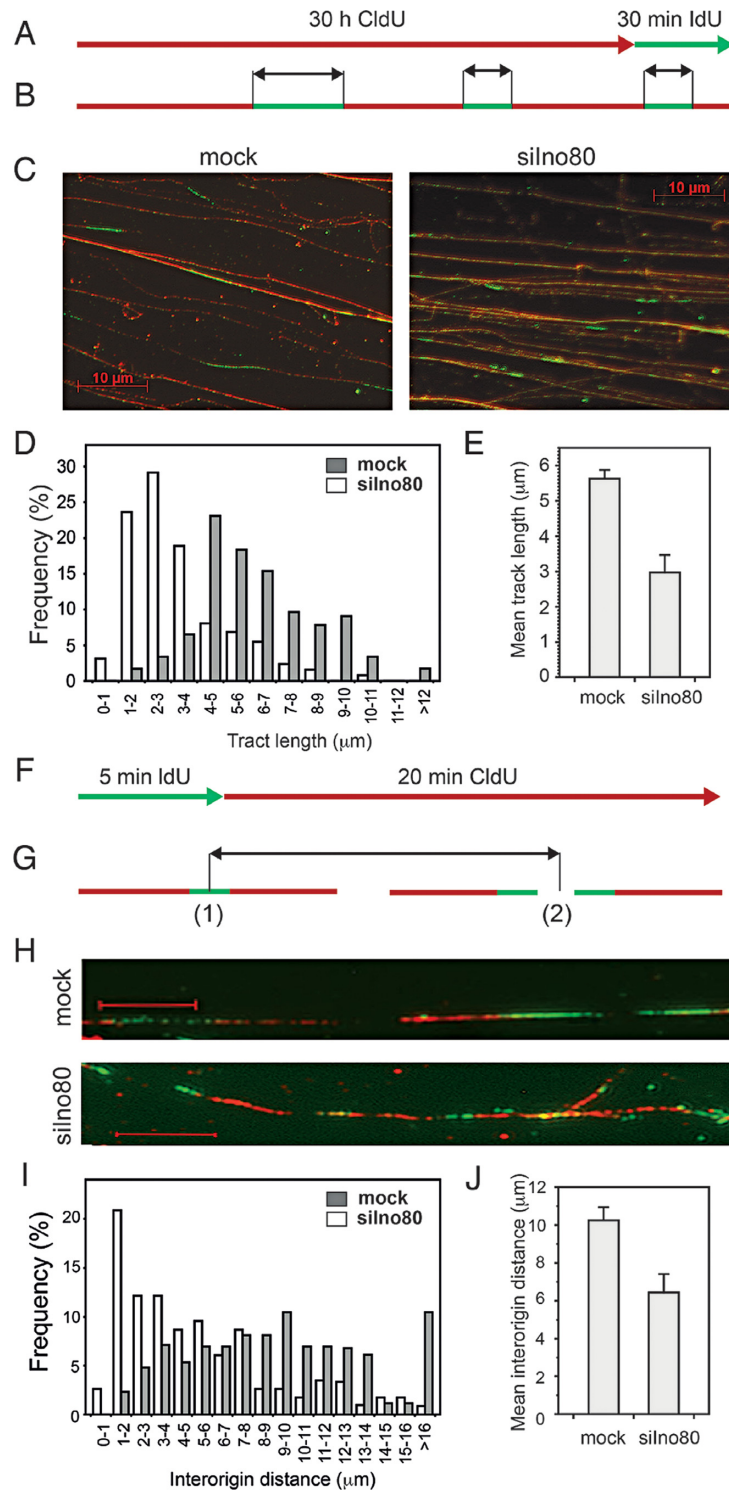 A
30 h CldU
30 min IdU
B
C
mock
siIno80
10 μm
10 μm
D
Frequency (%)
30
25
20
15
10
5
0
mock
siIno80
0-1
1-2
2-3
3-4
4-5
5-6
6-7
7-8
8-9
9-10
10-11
11-12
>12
Tract length (μm)
E
Mean track length (μm)
6
5
4
3
2
1
0
mock
siIno80
F
5 min IdU
20 min CldU
G
(1)
(2)
H
mock
siIno80
I
Frequency (%)
20
15
10
5
0
mock
siIno80
0-1
1-2
2-3
3-4
4-5
5-6
6-7
7-8
8-9
9-10
10-11
11-12
12-13
13-14
14-15
15-16
>16
Interorigin distance (μm)
J
Mean interorigin distance (μm)
12
10
8
6
4
2
0
mock
siIno80